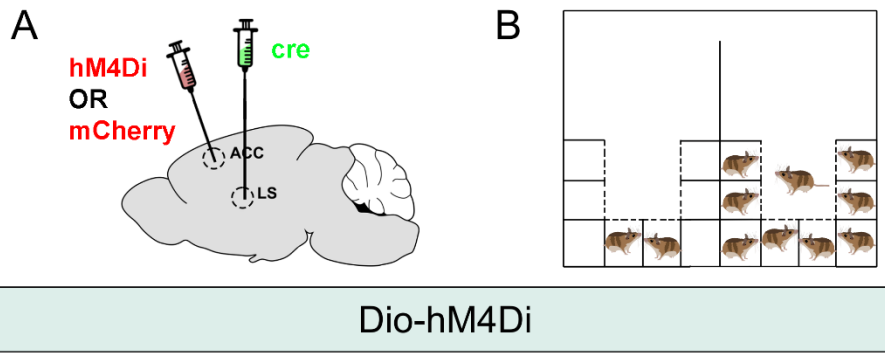 A
B
cre
hM4Di
OR
mCherry
ACC
LS
Dio-hM4Di